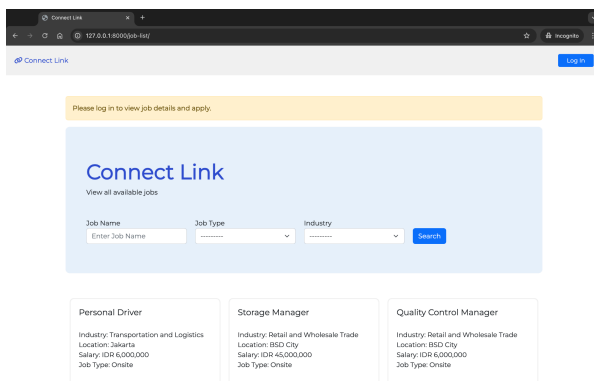 Connect Link
127.0.0.1:8000/job-list/
Incognito
Connect Link
Log In
Please log in to view job details and apply.
Connect Link
View all available jobs
Job Name
Job Type
Industry
Enter Job Name
---------
---------
Search
Personal Driver
Industry: Transportation and Logistics
Location: Jakarta
Salary: IDR 6,000,000
Job Type: Onsite
Storage Manager
Industry: Retail and Wholesale Trade
Location: BSD City
Salary: IDR 45,000,000
Job Type: Onsite
Quality Control Manager
Industry: Retail and Wholesale Trade
Location: BSD City
Salary: IDR 6,000,000
Job Type: Onsite